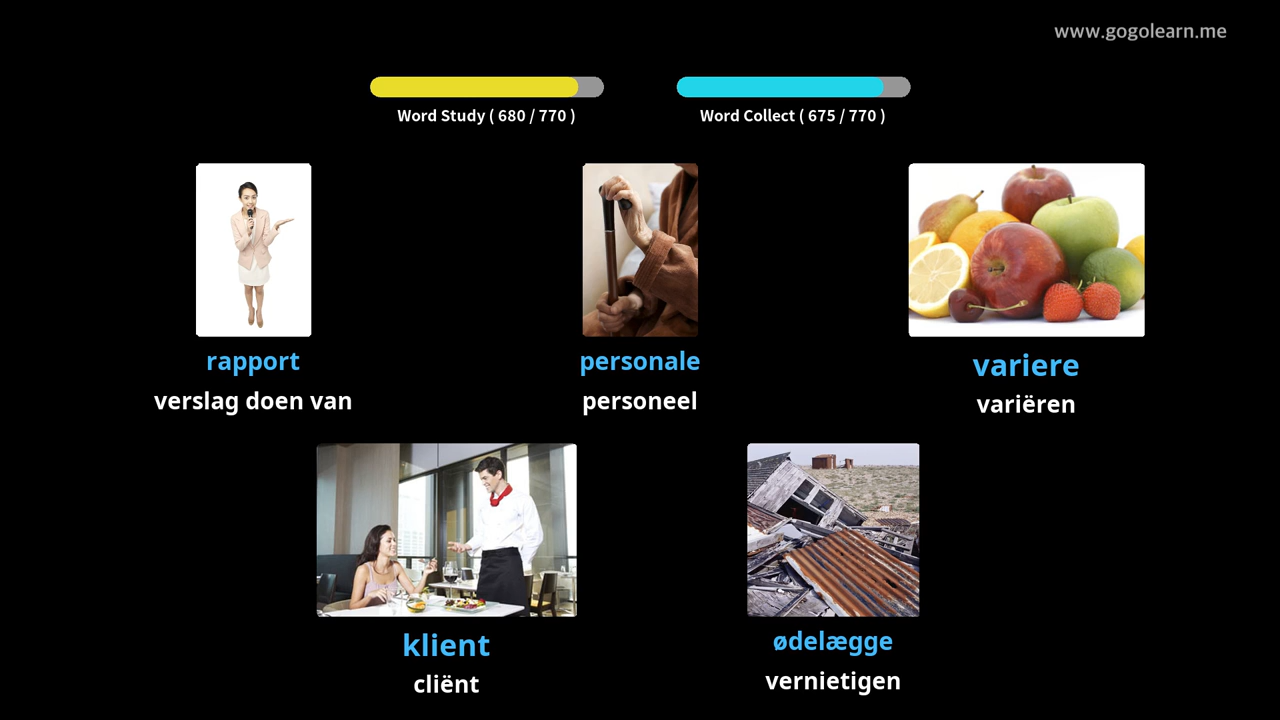 www.gogolearn.me
Word Study ( 680 / 770 )
Word Collect ( 675 / 770 )
rapport
verslag doen van
personale
personeel
variere
variëren
klient
cliënt
ødelægge
vernietigen